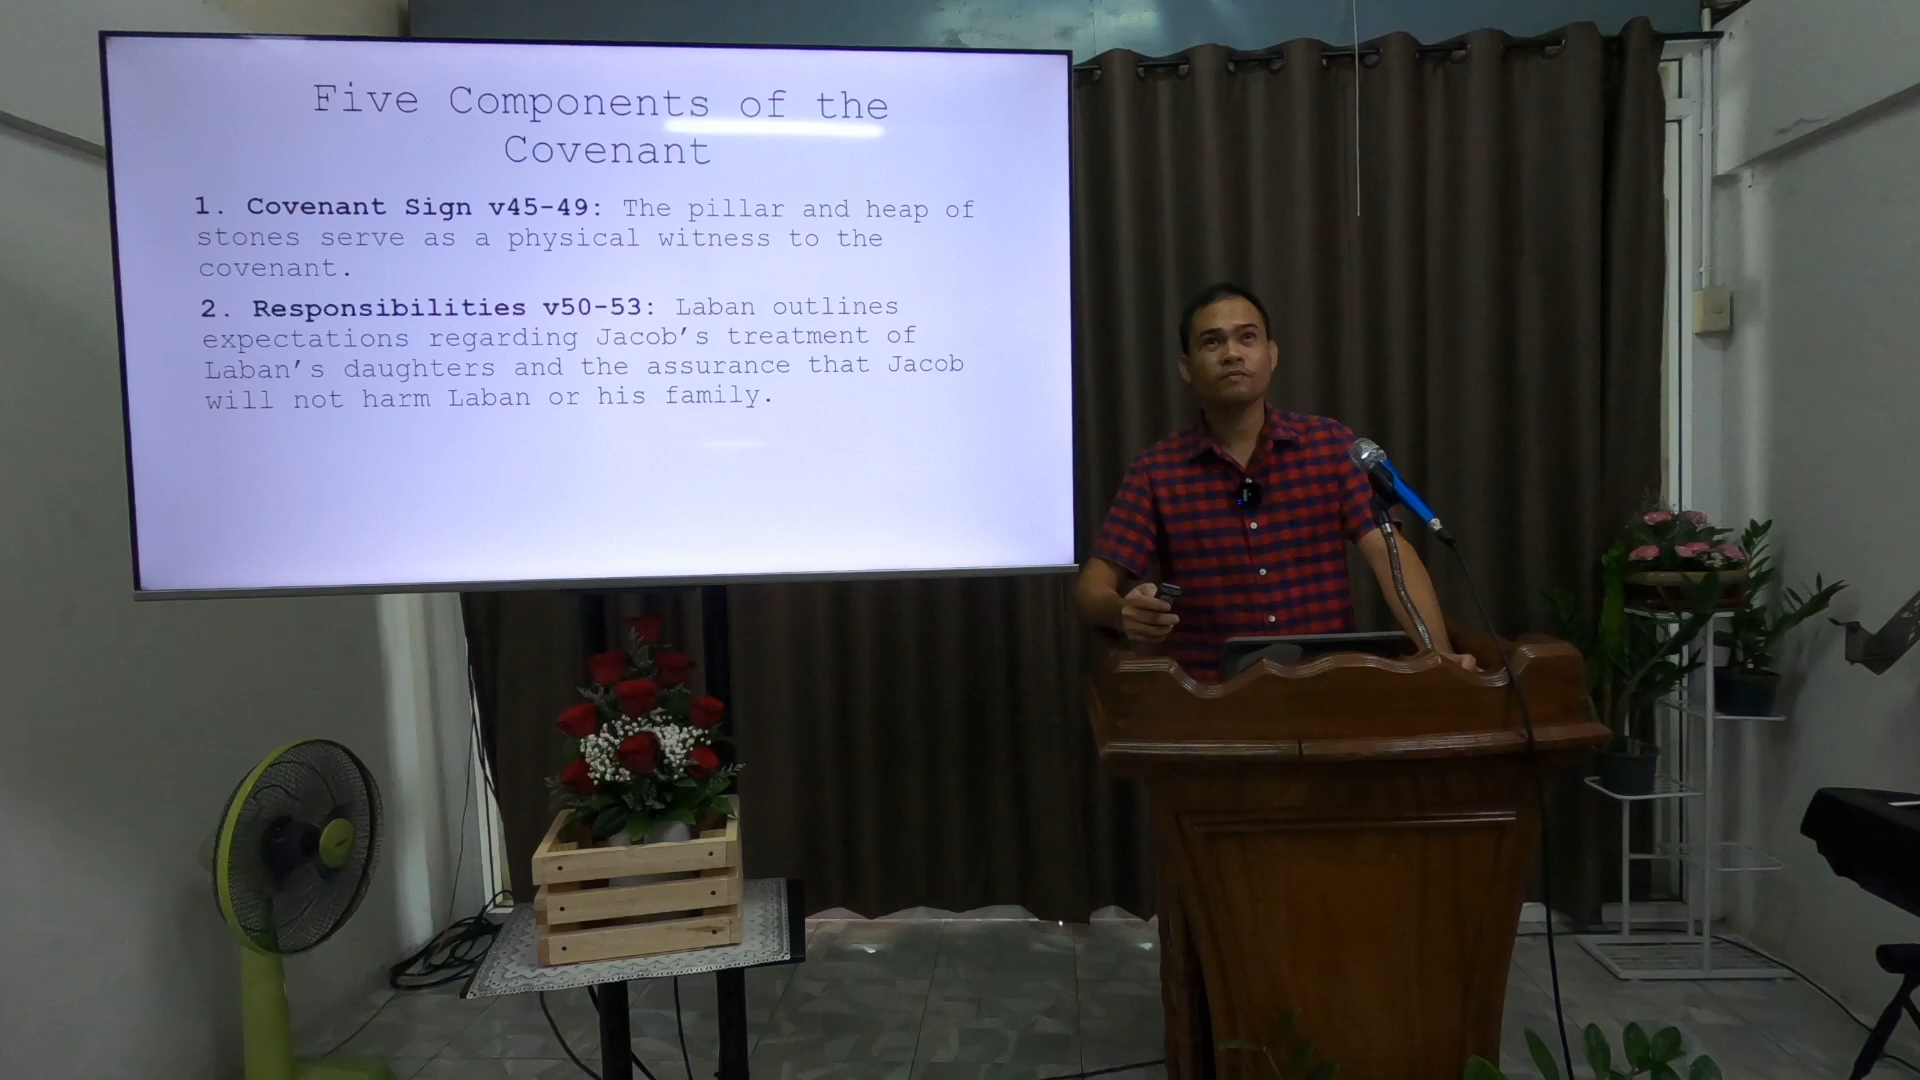 Five Components of the
Covenant
1. Covenant Sign v45-49: The pillar and heap of
stones serve as a physical witness to the
covenant.
2. Responsibilities v50-53: Laban outlines
expectations regarding Jacob’s treatment of
Laban’s daughters and the assurance that Jacob
will not harm Laban or his family.